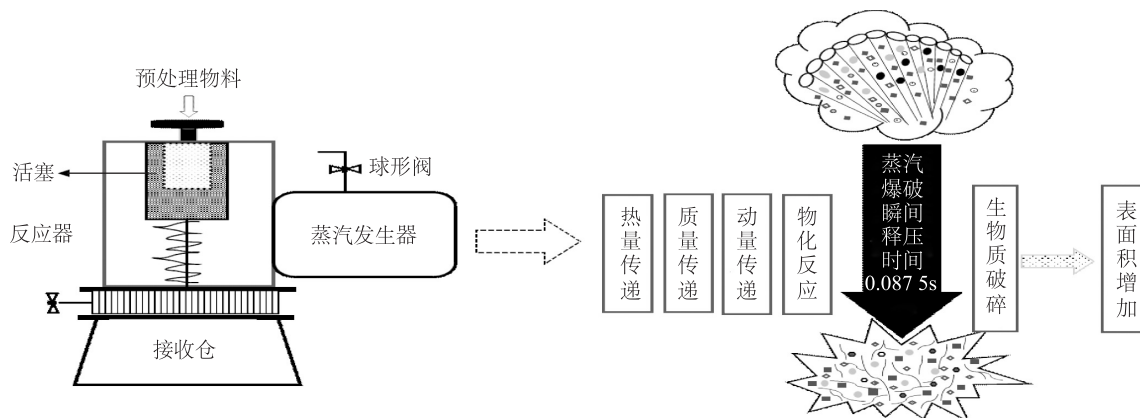 预处理物料
活塞
球形阀
反应器
蒸汽发生器
接收仓
热量传递
质量传递
动量传递
物化反应
蒸汽
爆破
瞬间
释压
时间
0.087 5s
生物质破碎
表面积增加